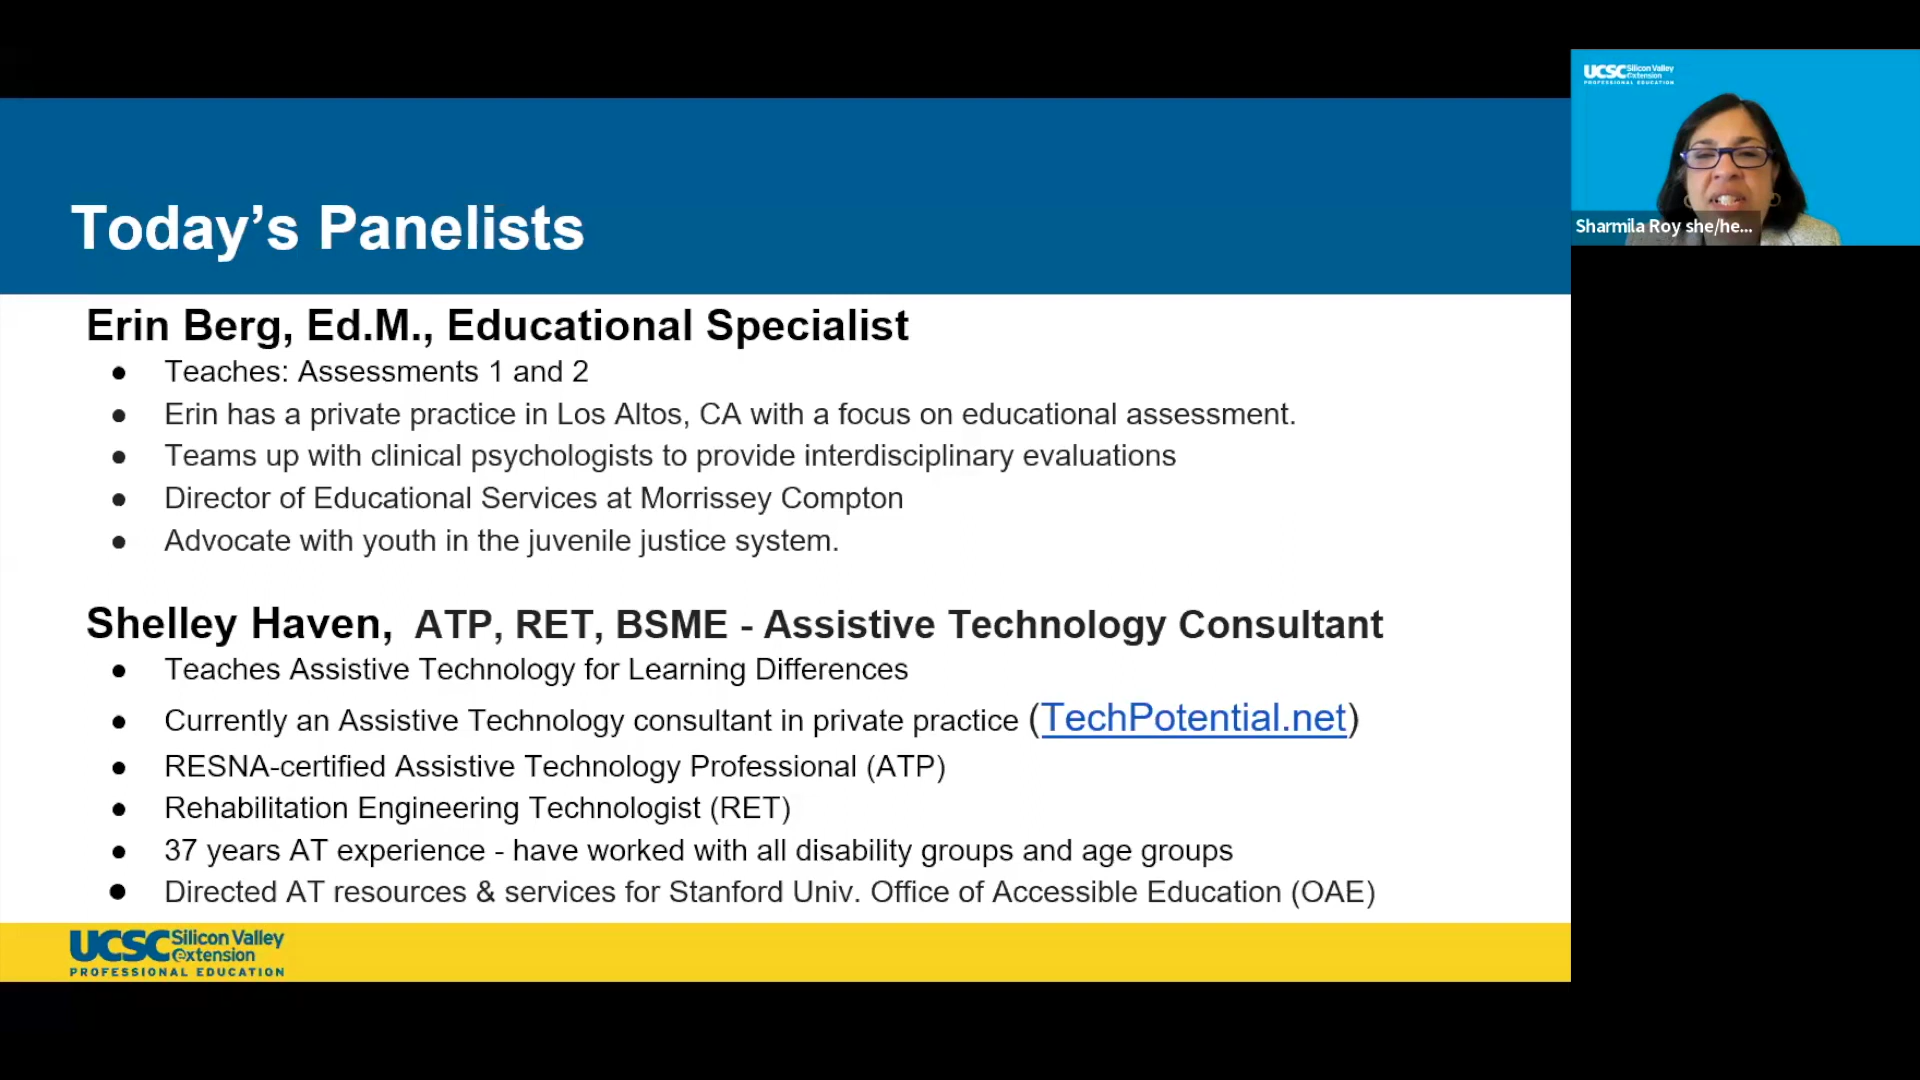 Today's Panelists
Erin Berg, Ed.M., Educational Specialist
● Teaches: Assessments 1 and 2
● Erin has a private practice in Los Altos, CA with a focus on educational assessment.
● Teams up with clinical psychologists to provide interdisciplinary evaluations
● Director of Educational Services at Morrissey Compton
● Advocate with youth in the juvenile justice system.
Shelley Haven, ATP, RET, BSME - Assistive Technology Consultant
● Teaches Assistive Technology for Learning Differences
● Currently an Assistive Technology consultant in private practice (TechPotential.net)
● RESNA-certified Assistive Technology Professional (ATP)
● Rehabilitation Engineering Technologist (RET)
● 37 years AT experience - have worked with all disability groups and age groups
● Directed AT resources & services for Stanford Univ. Office of Accessible Education (OAE)
UCSC Silicon Valley
extension
PROFESSIONAL EDUCATION
UCSC Silicon Valley
extension
PROFESSIONAL EDUCATION
Sharmila Roy she/he...